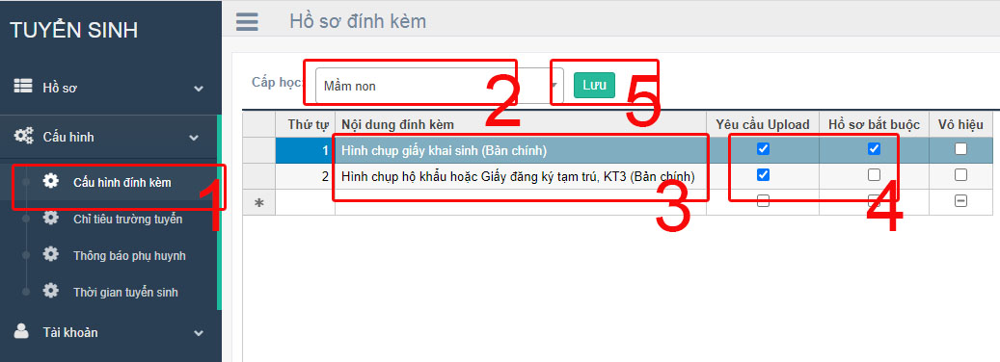 TUYỂN SINH
Hồ sơ đính kèm
Hồ sơ
Cấu hình
Cấu hình đính kèm
Chỉ tiêu trường tuyển
Thông báo phụ huynh
Thời gian tuyển sinh
Tài khoản
1
Cấp học:
Mầm non
2
Lưu
5
Thứ tự Nội dung đính kèm Yêu cầu Upload Hồ sơ bắt buộc Vô hiệu
1 Hình chụp giấy khai sinh (Bản chính)
2 Hình chụp hộ khẩu hoặc Giấy đăng ký tạm trú, KT3 (Bản chính)
3
4